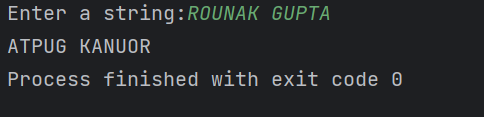 Enter a string:ROUNAK GUPTA
ATPUG KANUOR
Process finished with exit code 0